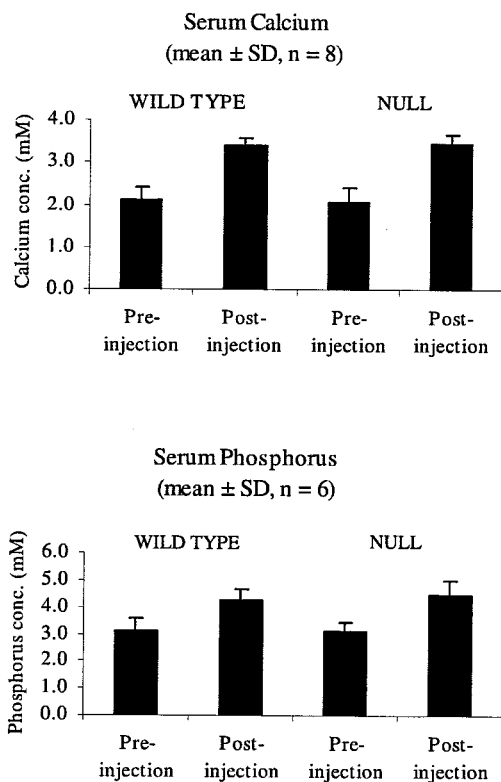 Serum Calcium
(mean ± SD, n = 8)
WILD TYPE NULL
Calcium conc. (mM)
4.0
3.0
2.0
1.0
0.0
Pre- Post- Pre- Post-
injection injection injection injection
Serum Phosphorus
(mean ± SD, n = 6)
WILD TYPE NULL
Phosphorus conc. (mM)
6.0
5.0
4.0
3.0
2.0
1.0
0.0
Pre- Post- Pre- Post-
injection injection injection injection